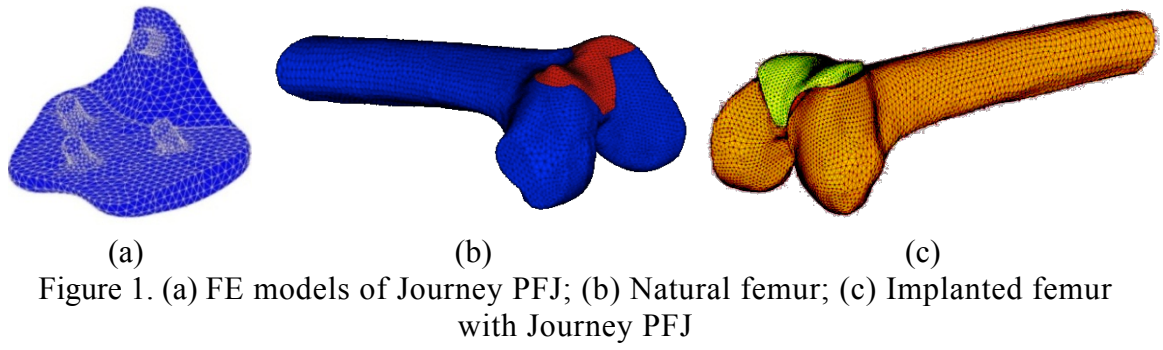 (a) (b) (c)
Figure 1. (a) FE models of Journey PFJ; (b) Natural femur; (c) Implanted femur
with Journey PFJ